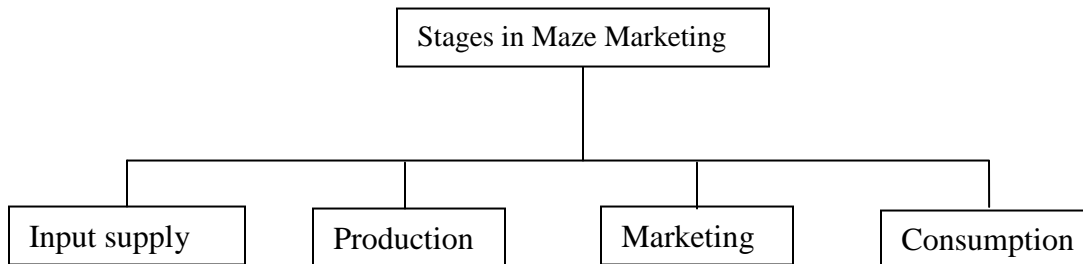 Stages in Maze Marketing
Input supply
Production
Marketing
Consumption